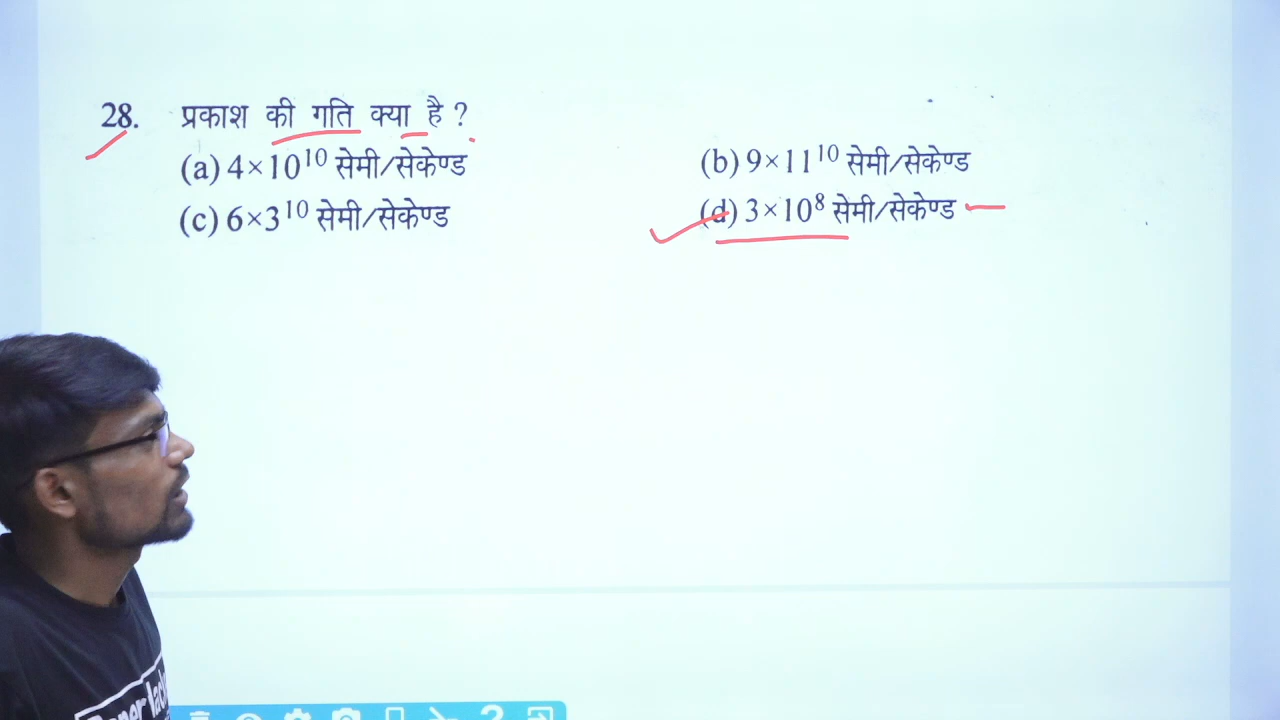 28. प्रकाश की गति क्या है ?
(a) 4×10¹⁰ सेमी/सेकेण्ड (b) 9×11¹⁰ सेमी/सेकेण्ड
(c) 6×3¹⁰ सेमी/सेकेण्ड (d) 3×10⁸ सेमी/सेकेण्ड